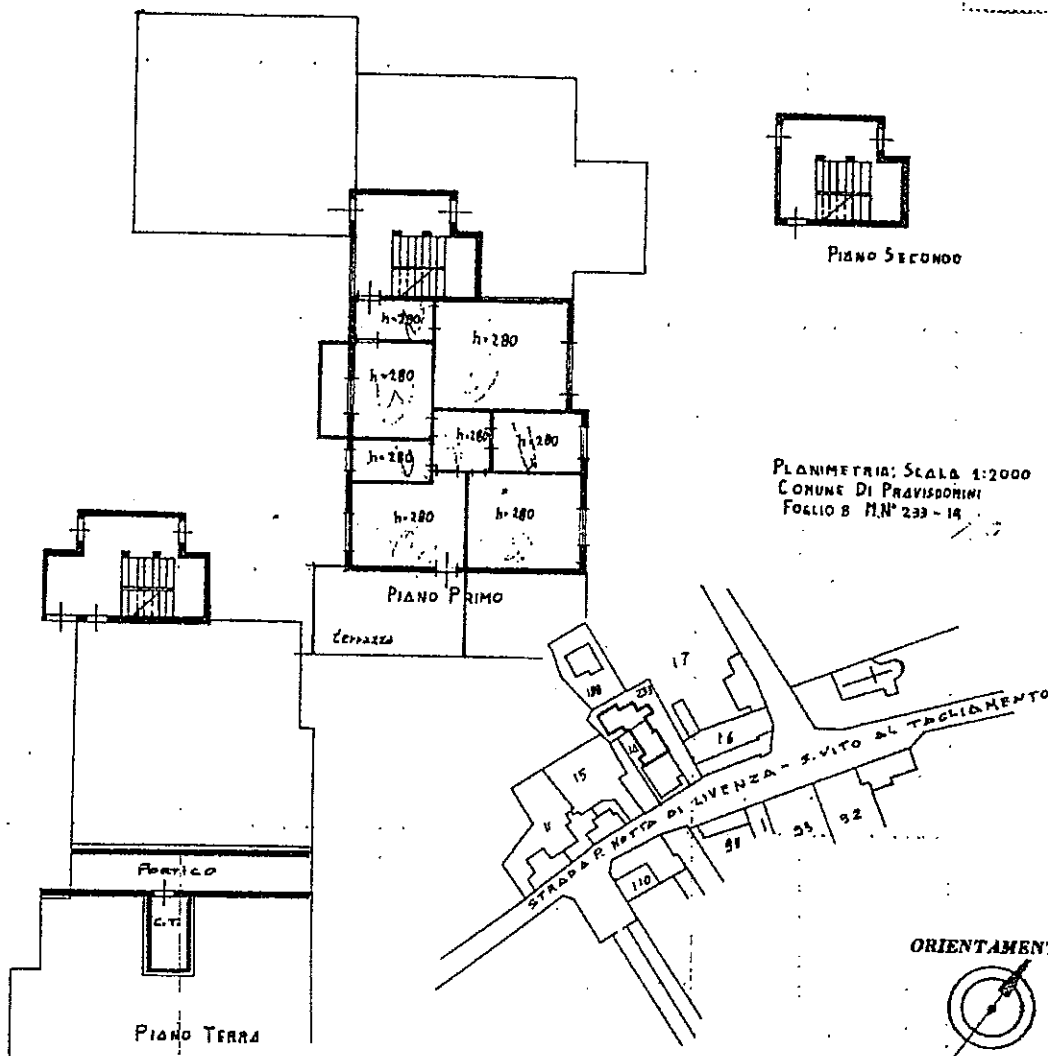 PIANO SECONDO
h=280
h=280
h=280
h=280
h=280
h=280
h=280
h=280
PIANO PRIMO
terrazza
PLANIMETRIA: SCALA 1:2000
COMUNE DI PRAVISDOMINI
FOGLIO 8 M.N° 233 - 14
PORTICO
C.T.
PIANO TERRA
17
233
188
14
16
15
STRADA P. MOTTA DI LIVENZA - S. VITO AL TAGLIAMENTO
110
91
93
92
ORIENTAMENT